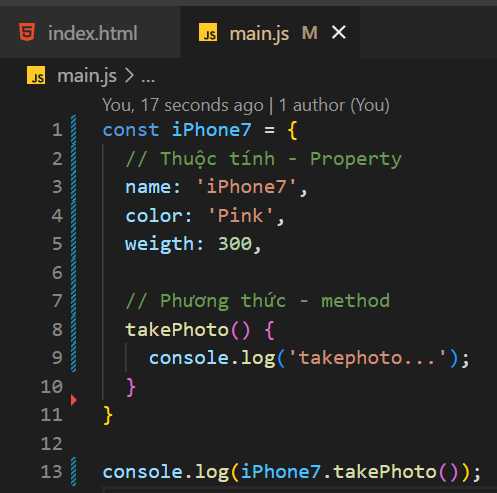 index.html main.js M
JS main.js > ...
You, 17 seconds ago | 1 author (You)
1 const iPhone7 = {
2 // Thuộc tính - Property
3 name: 'iPhone7',
4 color: 'Pink',
5 weigth: 300,
6
7 // Phương thức - method
8 takePhoto() {
9 console.log('takephoto...');
10 }
11 }
12
13 console.log(iPhone7.takePhoto());